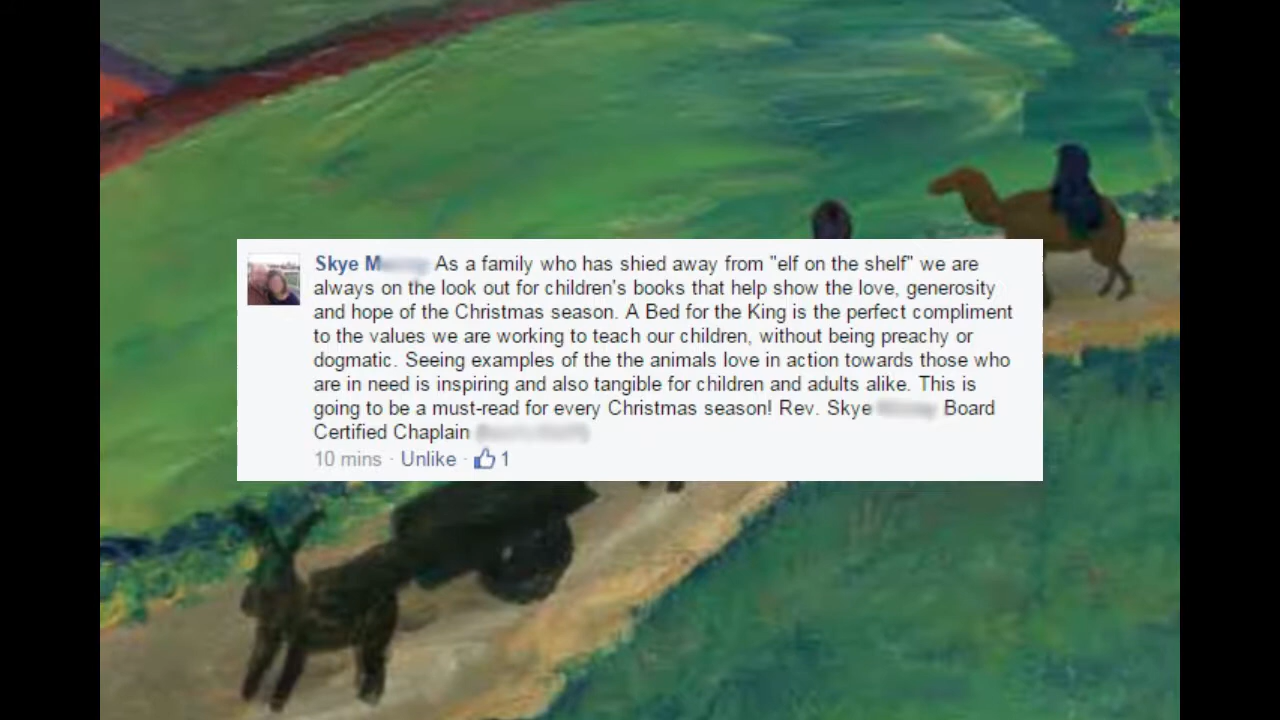 Skye M As a family who has shied away from "elf on the shelf" we are
always on the look out for children's books that help show the love, generosity
and hope of the Christmas season. A Bed for the King is the perfect compliment
to the values we are working to teach our children, without being preachy or
dogmatic. Seeing examples of the the animals love in action towards those who
are in need is inspiring and also tangible for children and adults alike. This is
going to be a must-read for every Christmas season! Rev. Skye Board
Certified Chaplain
10 mins · Unlike · 1